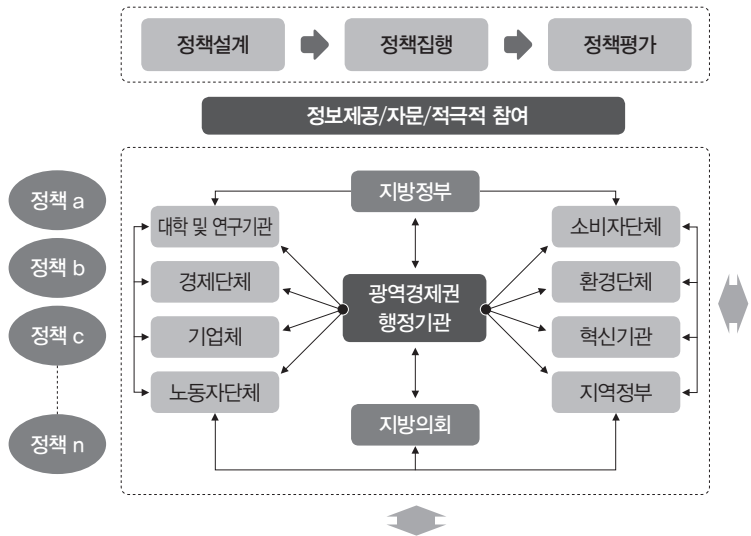 정책설계
정책집행
정책평가
정보제공/자문/적극적 참여
정책 a
정책 b
정책 c
정책 n
지방정부
대학 및 연구기관
소비자단체
경제단체
광역경제권
행정기관
환경단체
기업체
혁신기관
노동자단체
지역정부
지방의회